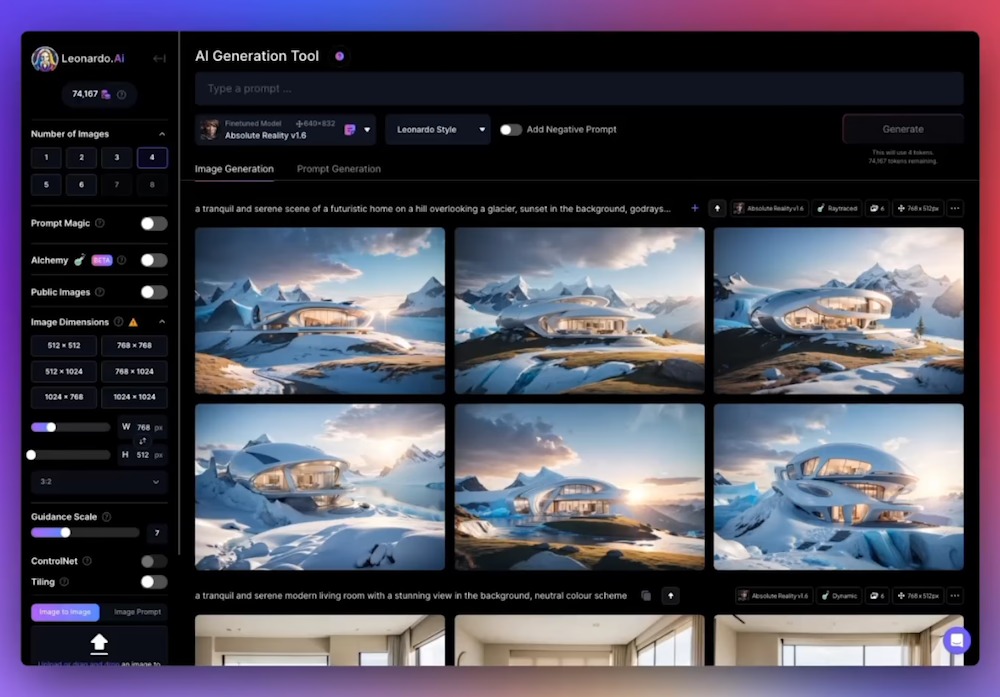 Leonardo.Ai
74,167
Number of Images
1 2 3 4
5 6 7 8
Prompt Magic
Alchemy BETA
Public Images
Image Dimensions
512 × 512 768 × 768
512 × 1024 768 × 1024
1024 × 768 1024 × 1024
W 768 px
H 512 px
3:2
Guidance Scale
7
ControlNet
Tiling
Image to Image Image Prompt
Upload or drag and drop an image to
AI Generation Tool
Type a prompt ...
Finetuned Model 640×832
Absolute Reality v1.6
Leonardo Style
Add Negative Prompt
Generate
This will use 4 tokens.
74,167 tokens remaining.
Image Generation Prompt Generation
a tranquil and serene scene of a futuristic home on a hill overlooking a glacier, sunset in the background, godrays...
Absolute Reality v1.6 Raytraced 6 768 x 512px
a tranquil and serene modern living room with a stunning view in the background, neutral colour scheme
Absolute Reality v1.6 Dynamic 6 768 x 512px